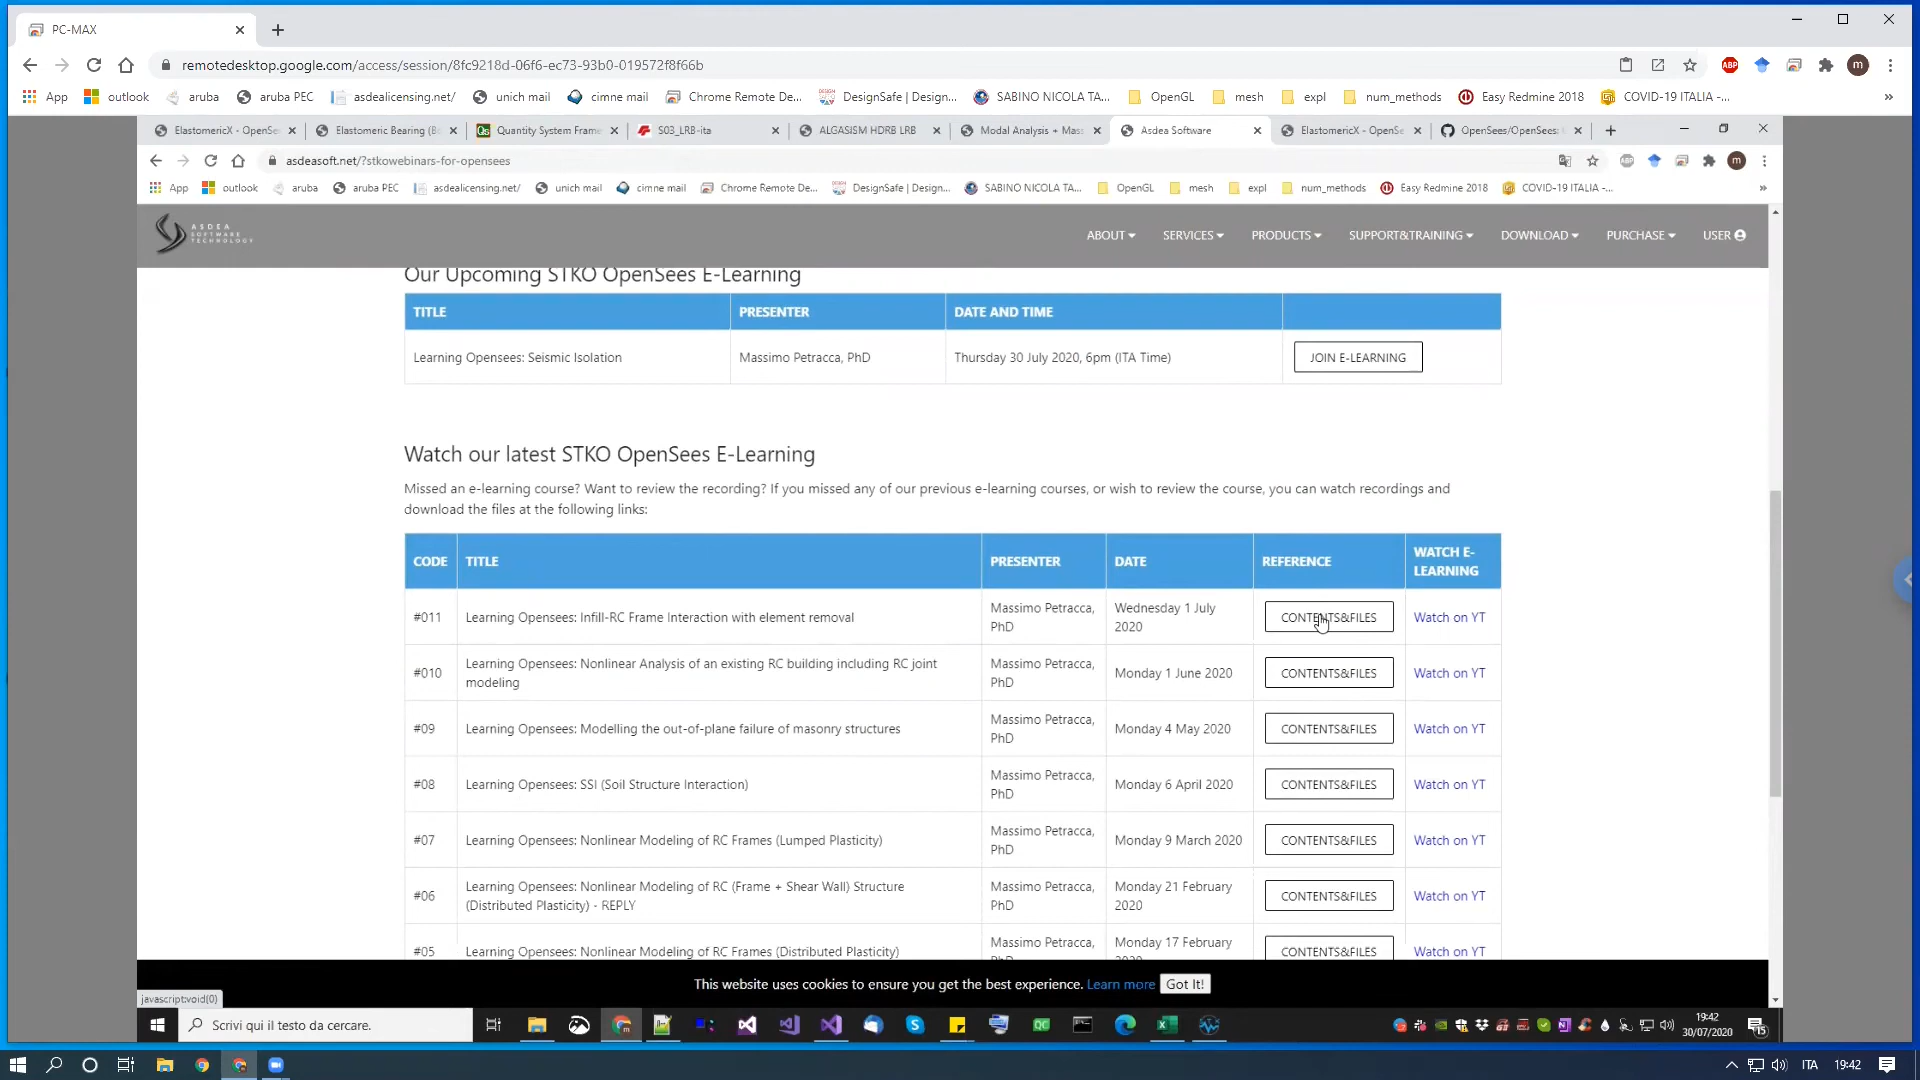 PC-MAX
remotedesktop.google.com/access/session/8fc9218d-06f6-ec73-93b0-019572f8f66b
ABP
m
App outlook aruba aruba PEC asdealicensing.net/ unich mail cimne mail Chrome Remote De... DesignSafe | Design... SABINO NICOLA TA... OpenGL mesh expl num_methods Easy Redmine 2018 COVID-19 ITALIA -... »
ElastomericX - OpenSe Elastomeric Bearing (B Quantity System Frame S03_LRB-ita ALGASISM HDRB LRB Modal Analysis + Mas Asdea Software ElastomericX - OpenSe OpenSees/OpenSees:
asdeasoft.net/?stkowebinars-for-opensees
m
App outlook aruba aruba PEC asdealicensing.net/ unich mail cimne mail Chrome Remote De... DesignSafe | Design... SABINO NICOLA TA... OpenGL mesh expl num_methods Easy Redmine 2018 COVID-19 ITALIA -... »
ASDEA
SOFTWARE
TECHNOLOGY
ABOUT SERVICES PRODUCTS SUPPORT&TRAINING DOWNLOAD PURCHASE USER
Our Upcoming STKO OpenSees E-Learning
TITLE PRESENTER DATE AND TIME
Learning Opensees: Seismic Isolation Massimo Petracca, PhD Thursday 30 July 2020, 6pm (ITA Time) JOIN E-LEARNING
Watch our latest STKO OpenSees E-Learning
Missed an e-learning course? Want to review the recording? If you missed any of our previous e-learning courses, or wish to review the course, you can watch recordings and
download the files at the following links:
CODE TITLE PRESENTER DATE REFERENCE WATCH E-
LEARNING
#011 Learning Opensees: Infill-RC Frame Interaction with element removal Massimo Petracca, Wednesday 1 July CONTENTS&FILES Watch on YT
PhD 2020
#010 Learning Opensees: Nonlinear Analysis of an existing RC building including RC joint Massimo Petracca, Monday 1 June 2020 CONTENTS&FILES Watch on YT
modeling PhD
#09 Learning Opensees: Modelling the out-of-plane failure of masonry structures Massimo Petracca, Monday 4 May 2020 CONTENTS&FILES Watch on YT
PhD
#08 Learning Opensees: SSI (Soil Structure Interaction) Massimo Petracca, Monday 6 April 2020 CONTENTS&FILES Watch on YT
PhD
#07 Learning Opensees: Nonlinear Modeling of RC Frames (Lumped Plasticity) Massimo Petracca, Monday 9 March 2020 CONTENTS&FILES Watch on YT
PhD
#06 Learning Opensees: Nonlinear Modeling of RC (Frame + Shear Wall) Structure Massimo Petracca, Monday 21 February CONTENTS&FILES Watch on YT
(Distributed Plasticity) - REPLY PhD 2020
#05 Learning Opensees: Nonlinear Modeling of RC Frames (Distributed Plasticity) Massimo Petracca, Monday 17 February CONTENTS&FILES Watch on YT
This website uses cookies to ensure you get the best experience. Learn more Got It!
javascript:void(0)
Scrivi qui il testo da cercare.
19:42
30/07/2020
15
ITA 19:42